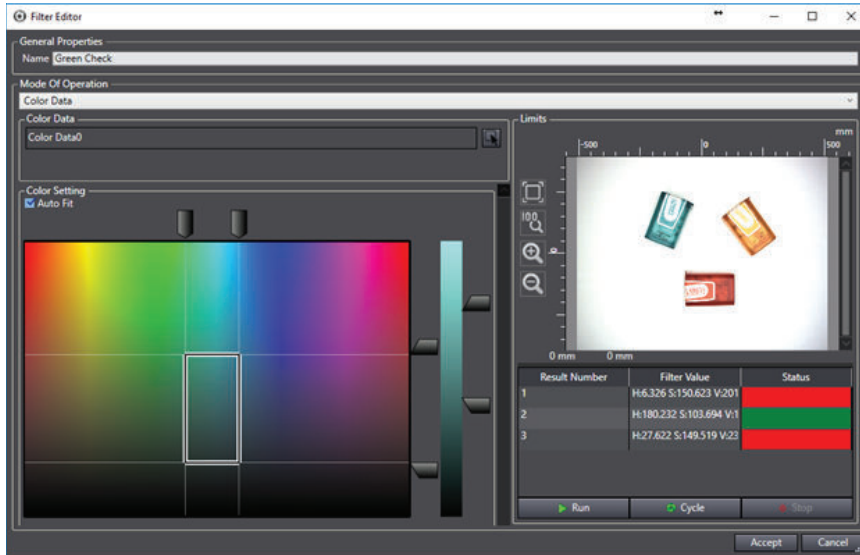 Filter Editor
General Properties
Name Green Check
Mode Of Operation
Color Data
Color Data
Color Data0
Color Setting
Auto Fit
Limits
mm
-500 0 500
100
0
0 mm 0 mm
Result Number Filter Value Status
1 H:6.326 S:150.623 V:201
2 H:180.232 S:103.694 V:1
3 H:27.622 S:149.519 V:23
Run Cycle Stop
Accept Cancel